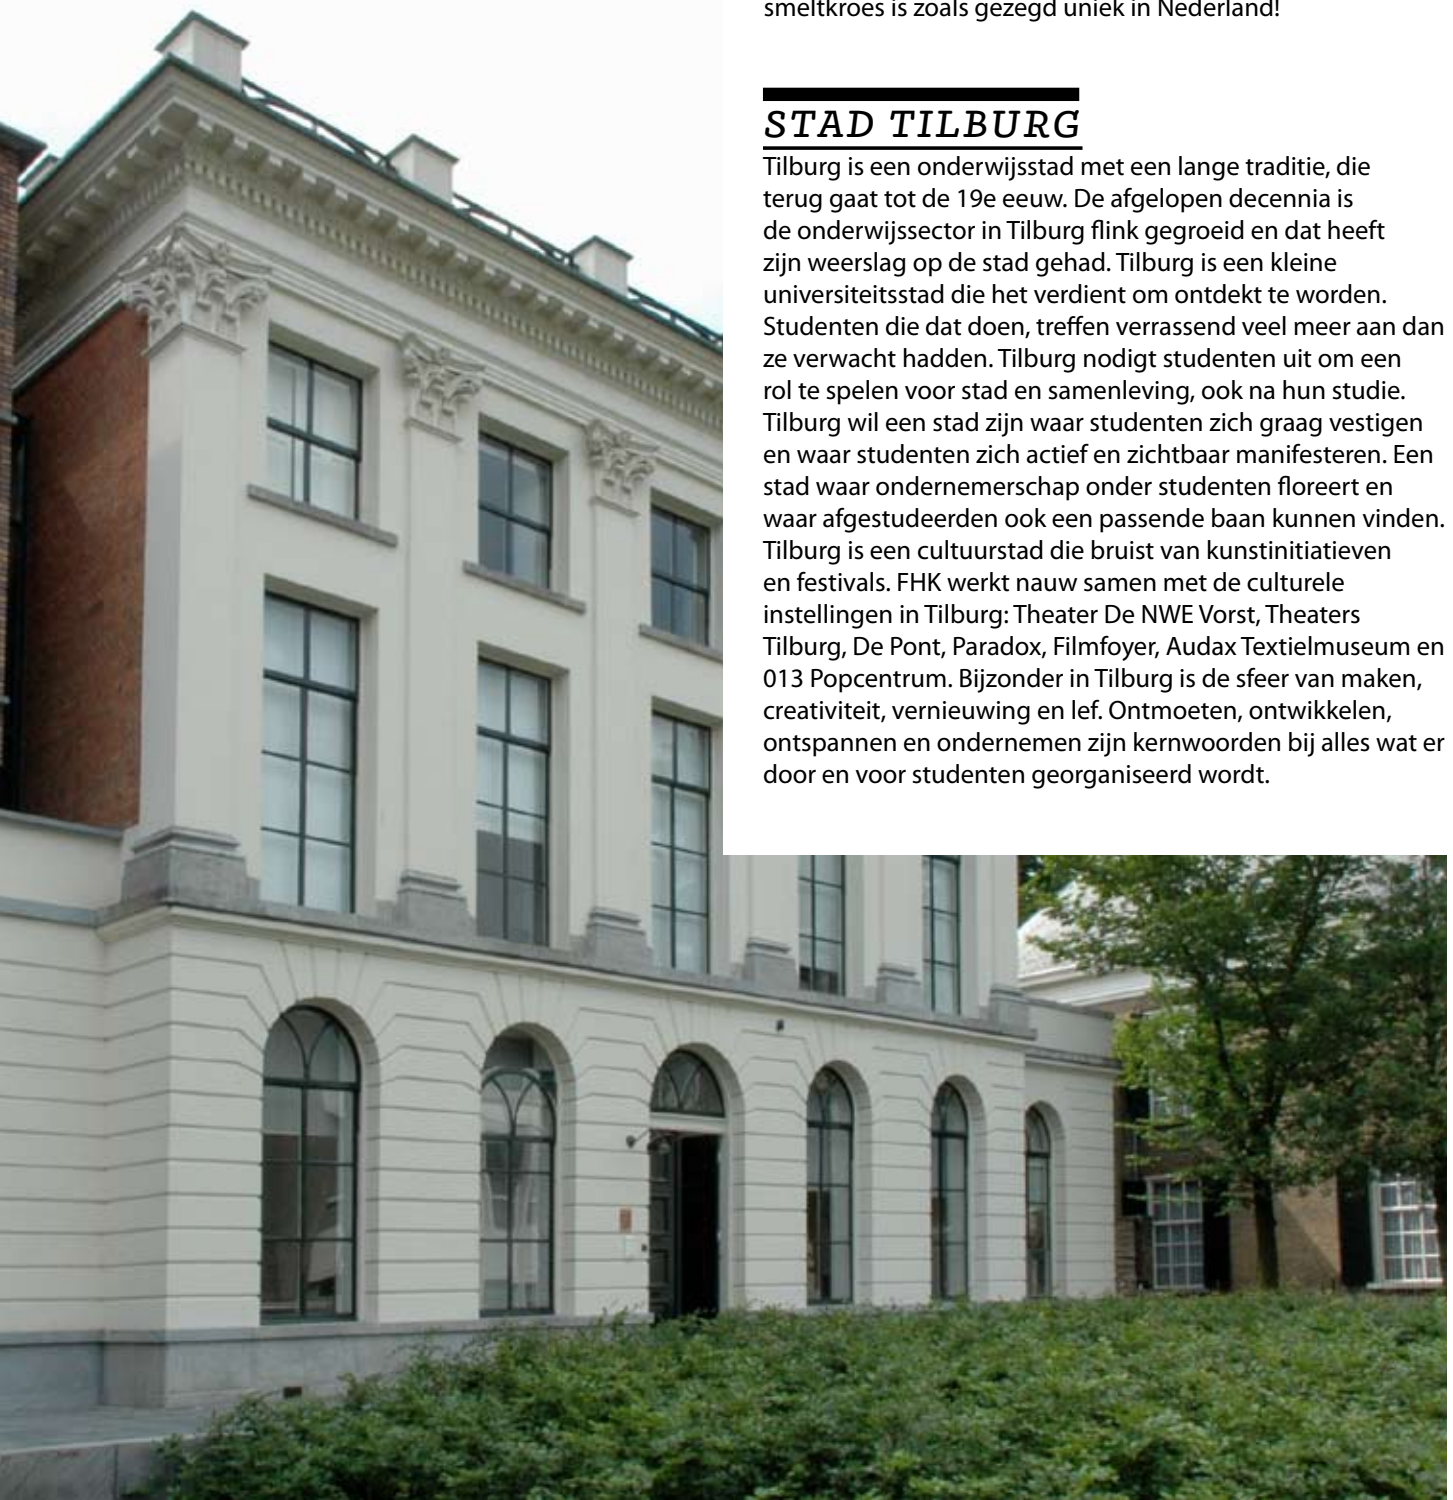 smeltkroes is zoals gezegd uniek in Nederland!
STAD TILBURG
Tilburg is een onderwijsstad met een lange traditie, die
terug gaat tot de 19e eeuw. De afgelopen decennia is
de onderwijssector in Tilburg flink gegroeid en dat heeft
zijn weerslag op de stad gehad. Tilburg is een kleine
universiteitsstad die het verdient om ontdekt te worden.
Studenten die dat doen, treffen verrassend veel meer aan dan
ze verwacht hadden. Tilburg nodigt studenten uit om een
rol te spelen voor stad en samenleving, ook na hun studie.
Tilburg wil een stad zijn waar studenten zich graag vestigen
en waar studenten zich actief en zichtbaar manifesteren. Een
stad waar ondernemerschap onder studenten floreert en
waar afgestudeerden ook een passende baan kunnen vinden.
Tilburg is een cultuurstad die bruist van kunstinitiatieven
en festivals. FHK werkt nauw samen met de culturele
instellingen in Tilburg: Theater De NWE Vorst, Theaters
Tilburg, De Pont, Paradox, Filmfoyer, Audax Textielmuseum en
013 Popcentrum. Bijzonder in Tilburg is de sfeer van maken,
creativiteit, vernieuwing en lef. Ontmoeten, ontwikkelen,
ontspannen en ondernemen zijn kernwoorden bij alles wat er
door en voor studenten georganiseerd wordt.